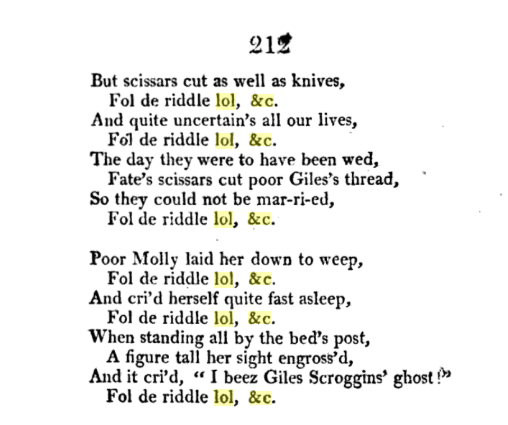 212
But scissars cut as well as knives,
Fol de riddle lol, &c.
And quite uncertain's all our lives,
Fol de riddle lol, &c.
The day they were to have been wed,
Fate's scissars cut poor Giles's thread,
So they could not be mar-ri-ed,
Fol de riddle lol, &c.
Poor Molly laid her down to weep,
Fol de riddle lol, &c.
And cri'd herself quite fast asleep,
Fol de riddle lol, &c.
When standing all by the bed's post,
A figure tall her sight engross'd,
And it cri'd, “ I beez Giles Scroggins' ghost !”
Fol de riddle lol, &c.